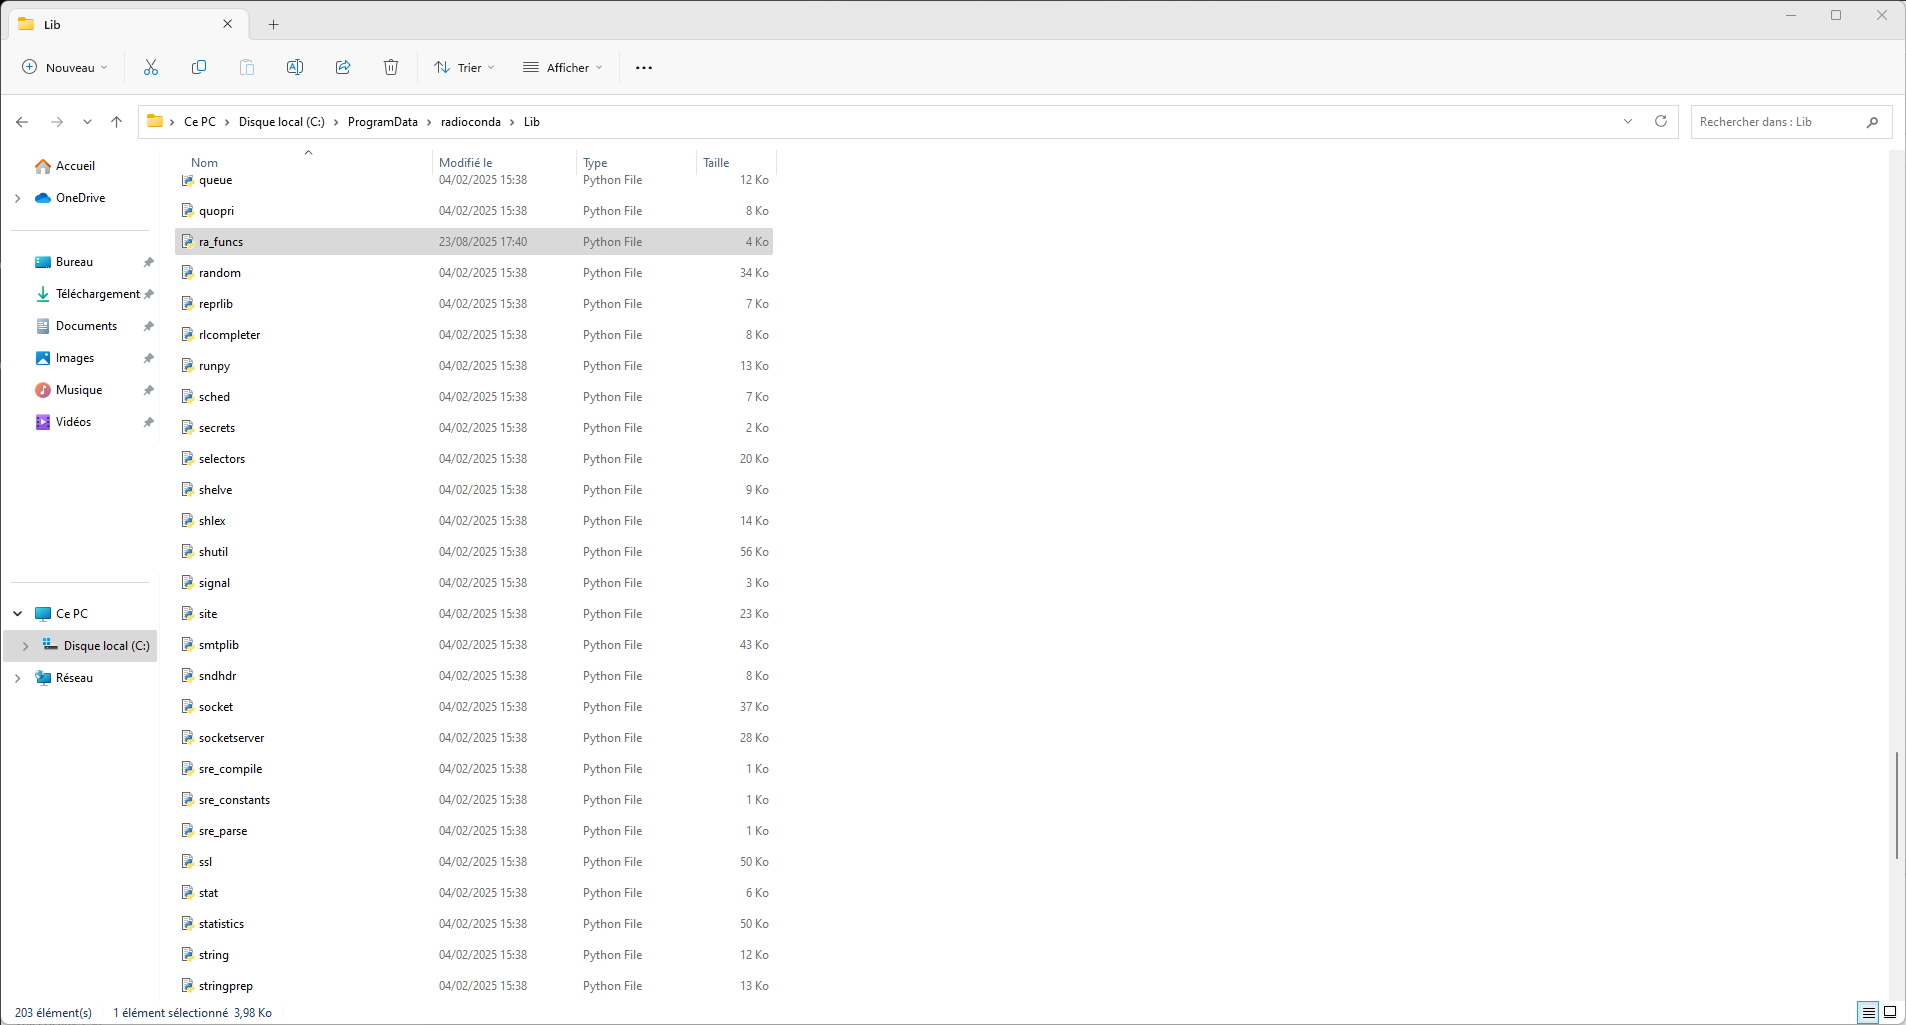 Lib
Nouveau
Trier
Afficher
Ce PC > Disque local (C:) > ProgramData > radioconda > Lib
Rechercher dans : Lib
Accueil
OneDrive
Bureau
Téléchargement
Documents
Images
Musique
Vidéos
Ce PC
Disque local (C:)
Réseau
Nom Modifié le Type Taille
queue 04/02/2025 15:38 Python File 12 Ko
quopri 04/02/2025 15:38 Python File 8 Ko
ra_funcs 23/08/2025 17:40 Python File 4 Ko
random 04/02/2025 15:38 Python File 34 Ko
reprlib 04/02/2025 15:38 Python File 7 Ko
rlcompleter 04/02/2025 15:38 Python File 8 Ko
runpy 04/02/2025 15:38 Python File 13 Ko
sched 04/02/2025 15:38 Python File 7 Ko
secrets 04/02/2025 15:38 Python File 2 Ko
selectors 04/02/2025 15:38 Python File 20 Ko
shelve 04/02/2025 15:38 Python File 9 Ko
shlex 04/02/2025 15:38 Python File 14 Ko
shutil 04/02/2025 15:38 Python File 56 Ko
signal 04/02/2025 15:38 Python File 3 Ko
site 04/02/2025 15:38 Python File 23 Ko
smtplib 04/02/2025 15:38 Python File 43 Ko
sndhdr 04/02/2025 15:38 Python File 8 Ko
socket 04/02/2025 15:38 Python File 37 Ko
socketserver 04/02/2025 15:38 Python File 28 Ko
sre_compile 04/02/2025 15:38 Python File 1 Ko
sre_constants 04/02/2025 15:38 Python File 1 Ko
sre_parse 04/02/2025 15:38 Python File 1 Ko
ssl 04/02/2025 15:38 Python File 50 Ko
stat 04/02/2025 15:38 Python File 6 Ko
statistics 04/02/2025 15:38 Python File 50 Ko
string 04/02/2025 15:38 Python File 12 Ko
stringprep 04/02/2025 15:38 Python File 13 Ko
203 élément(s) 1 élément sélectionné 3,98 Ko